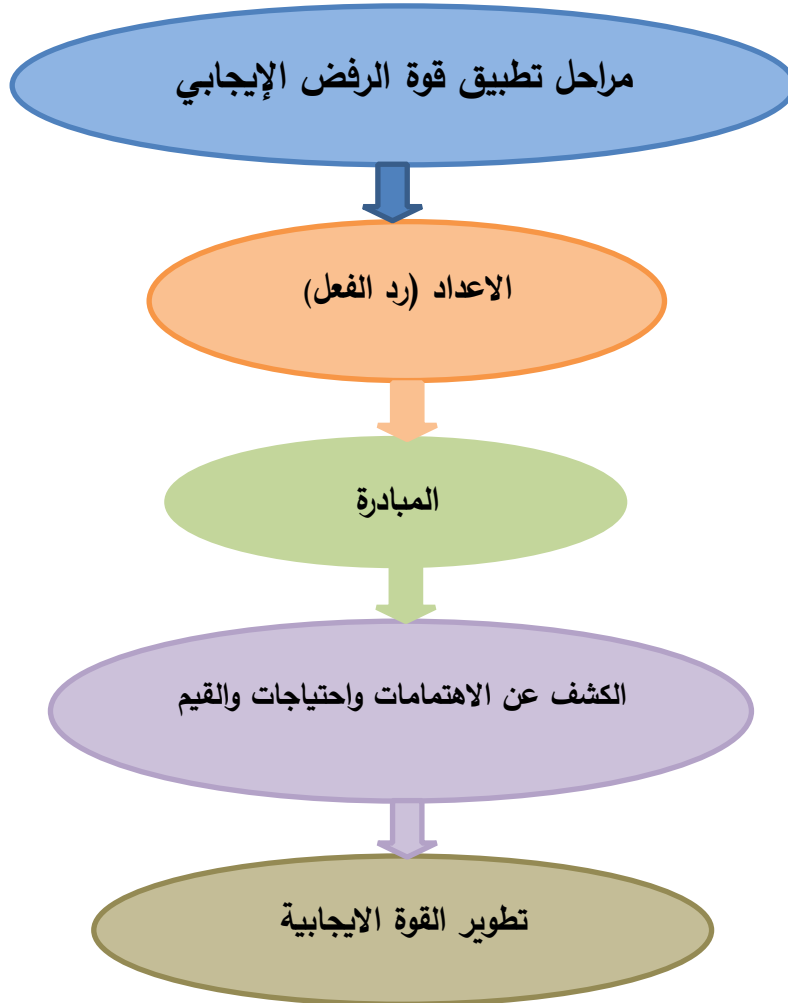 مراحل تطبيق قوة الرفض الإيجابي
الاعداد (رد الفعل)
المبادرة
الكشف عن الاهتمامات واحتياجات والقيم
تطوير القوة الايجابية